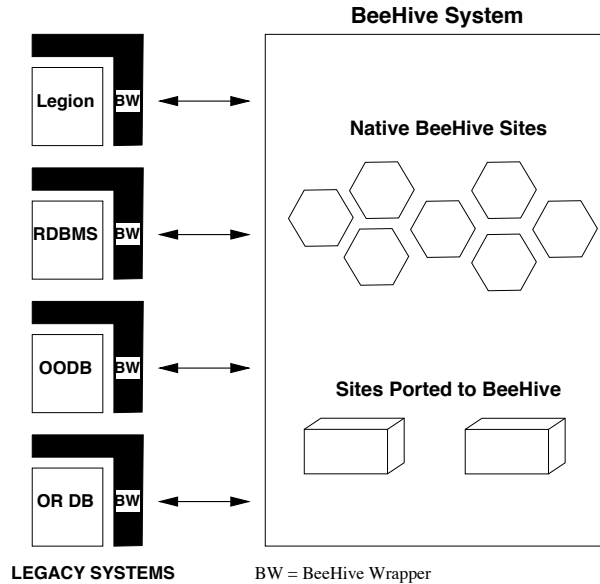 BeeHive System
Legion
BW
Native BeeHive Sites
RDBMS
BW
OODB
BW
Sites Ported to BeeHive
OR DB
BW
LEGACY SYSTEMS
BW = BeeHive Wrapper